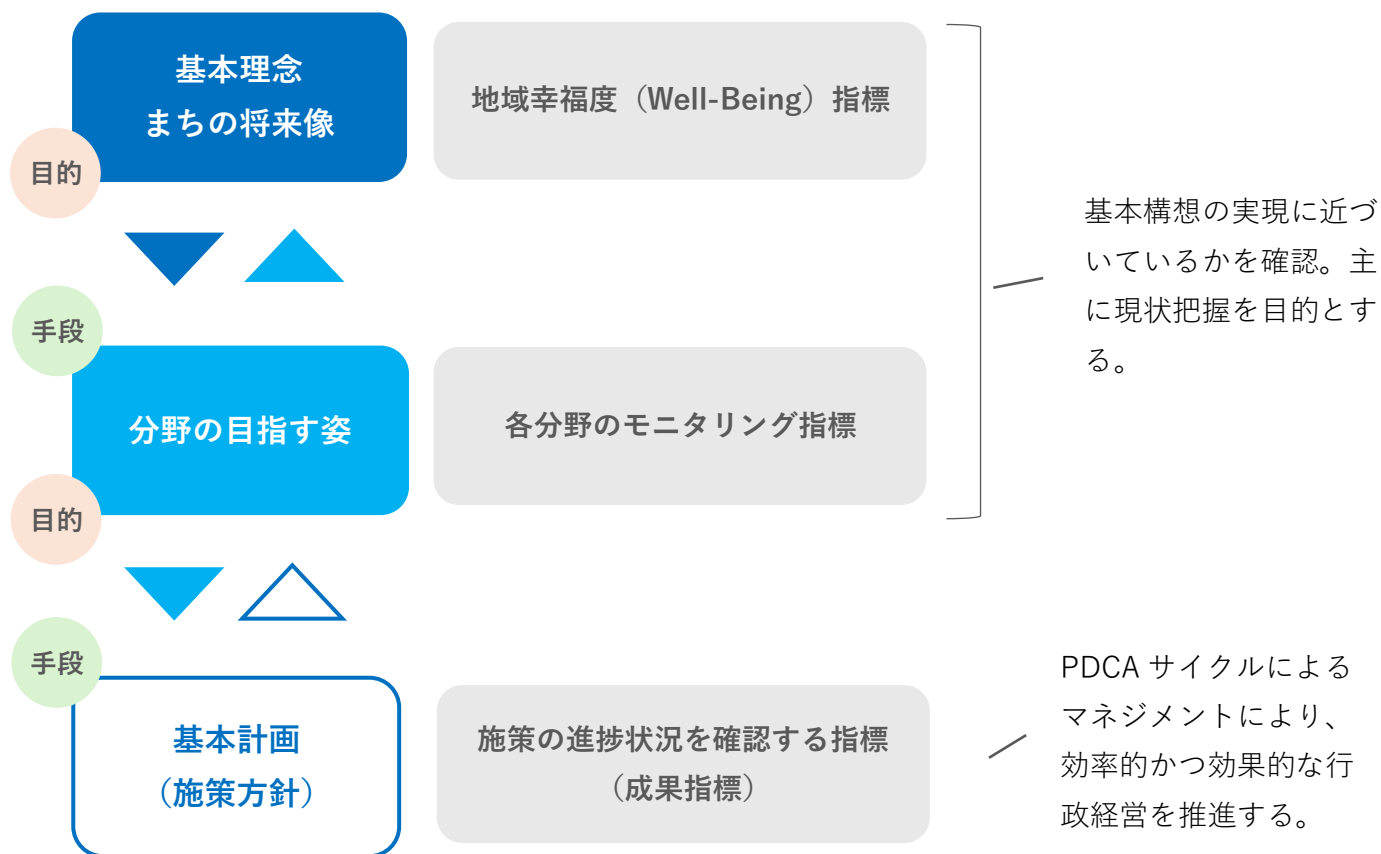 基本理念
まちの将来像
地域幸福度（Well-Being）指標
目的
基本構想の実現に近づ
いているかを確認。主
に現状把握を目的とす
る。
手段
分野の目指す姿
各分野のモニタリング指標
目的
手段
基本計画
（施策方針）
施策の進捗状況を確認する指標
（成果指標）
PDCA サイクルによる
マネジメントにより、
効率的かつ効果的な行
政経営を推進する。